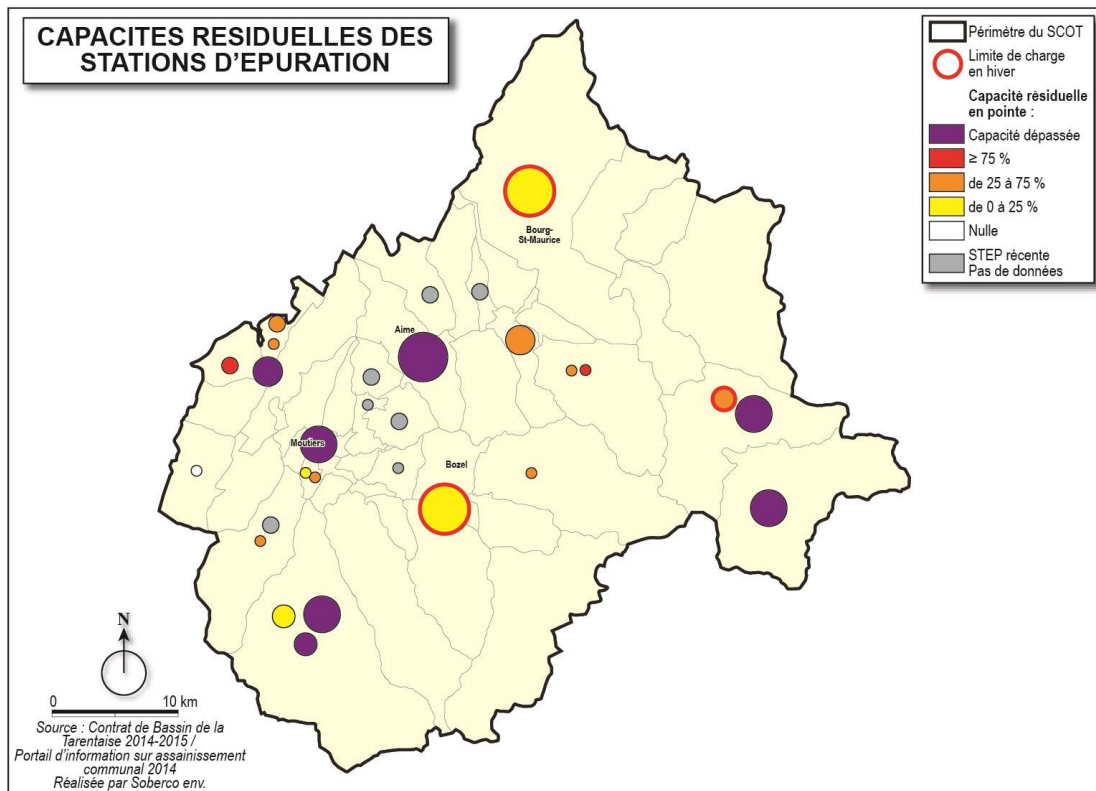 CAPACITES RESIDUELLES DES
STATIONS D'EPURATION
Périmètre du SCOT
Limite de charge
en hiver
Capacité résiduelle
en pointe :
Capacité dépassée
≥ 75 %
de 25 à 75 %
de 0 à 25 %
Nulle
STEP récente
Pas de données
Bourg-
St-Maurice
Aime
Moutiers
Bozel
N
0 10 km
Source : Contrat de Bassin de la
Tarentaise 2014-2015 /
Portail d'information sur assainissement
communal 2014
Réalisée par Soberco env.